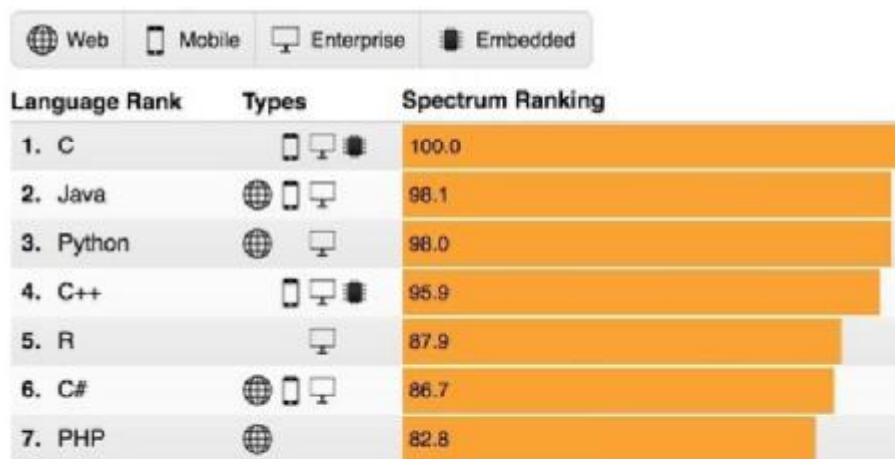 Web Mobile Enterprise Embedded
Language Rank Types Spectrum Ranking
1. C 100.0
2. Java 98.1
3. Python 98.0
4. C++ 95.9
5. R 87.9
6. C# 86.7
7. PHP 82.8